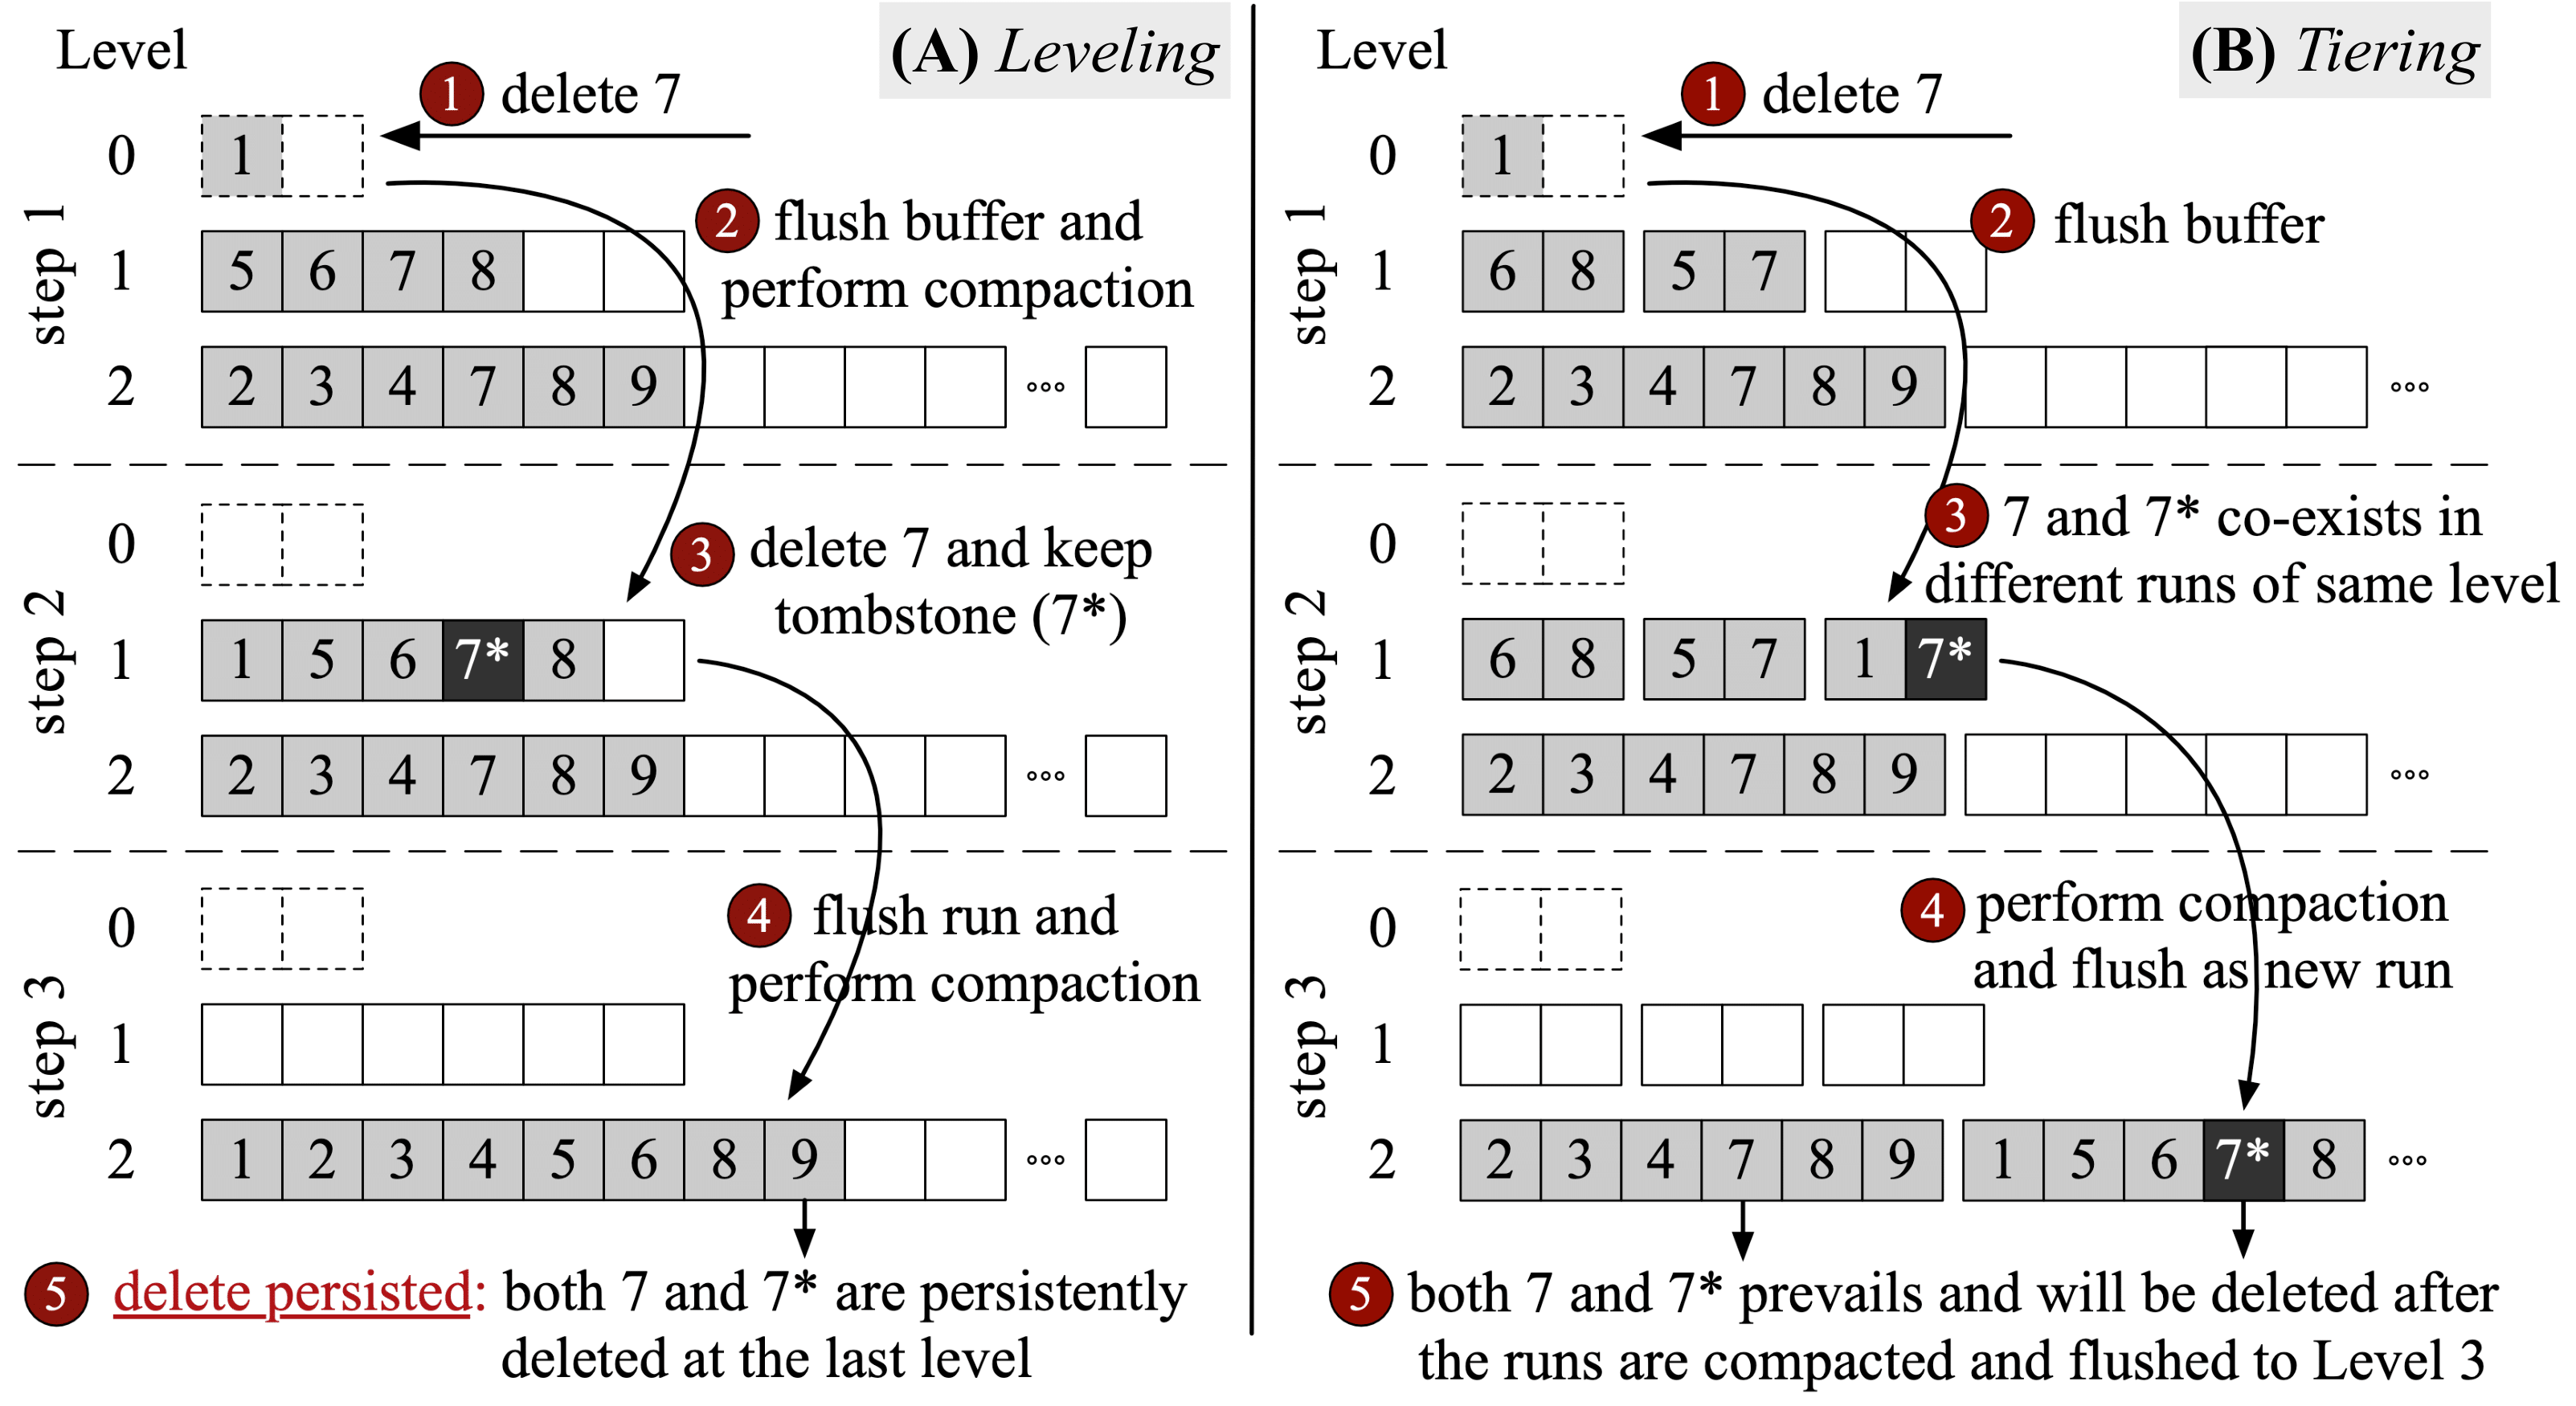 Level
(A) Leveling
1 delete 7
0 1
step 1
2 flush buffer and
perform compaction
1 5 6 7 8
2 2 3 4 7 8 9 °°°
0
3 delete 7 and keep
tombstone (7*)
step 2
1 1 5 6 7* 8
2 2 3 4 7 8 9 °°°
0
4 flush run and
perform compaction
step 3
1
2 1 2 3 4 5 6 8 9 °°°
5 delete persisted: both 7 and 7* are persistently
deleted at the last level
Level
(B) Tiering
1 delete 7
0 1
step 1
2 flush buffer
1 6 8 5 7
2 2 3 4 7 8 9 °°°
0
3 7 and 7* co-exists in
different runs of same level
step 2
1 6 8 5 7 1 7*
2 2 3 4 7 8 9 °°°
0
4 perform compaction
and flush as new run
step 3
1
2 2 3 4 7 8 9 1 5 6 7* 8 °°°
5 both 7 and 7* prevails and will be deleted after
the runs are compacted and flushed to Level 3